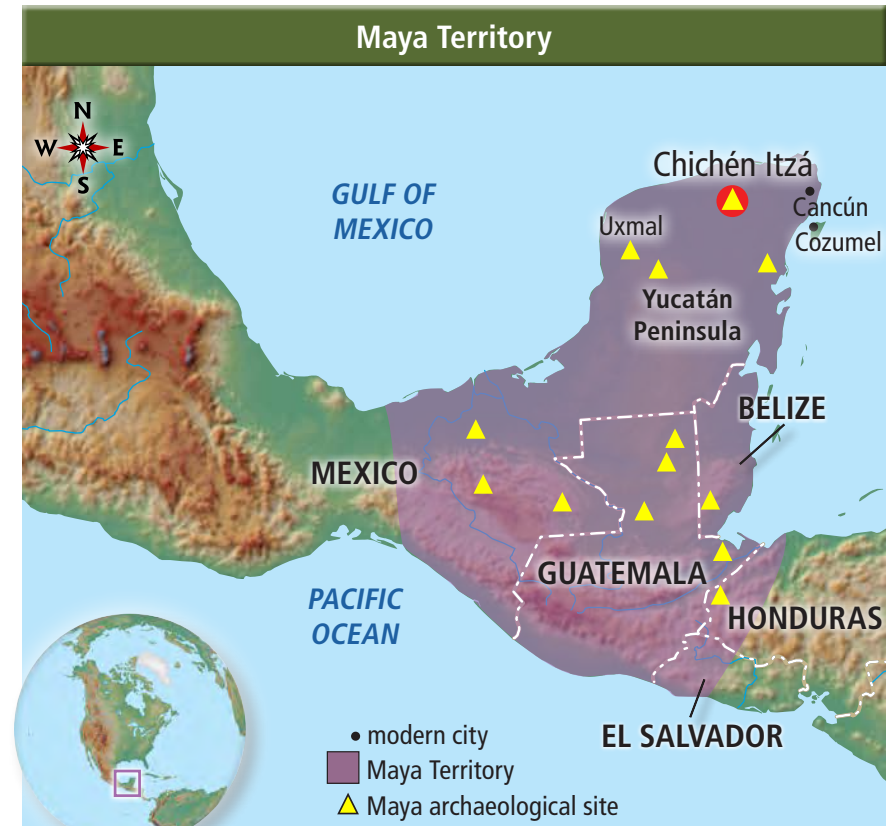 Maya Territory
N
W E
S
GULF OF
MEXICO
Chichén Itzá
Cancún
Cozumel
Uxmal
Yucatán
Peninsula
BELIZE
MEXICO
GUATEMALA
HONDURAS
PACIFIC
OCEAN
EL SALVADOR
modern city
Maya Territory
Maya archaeological site